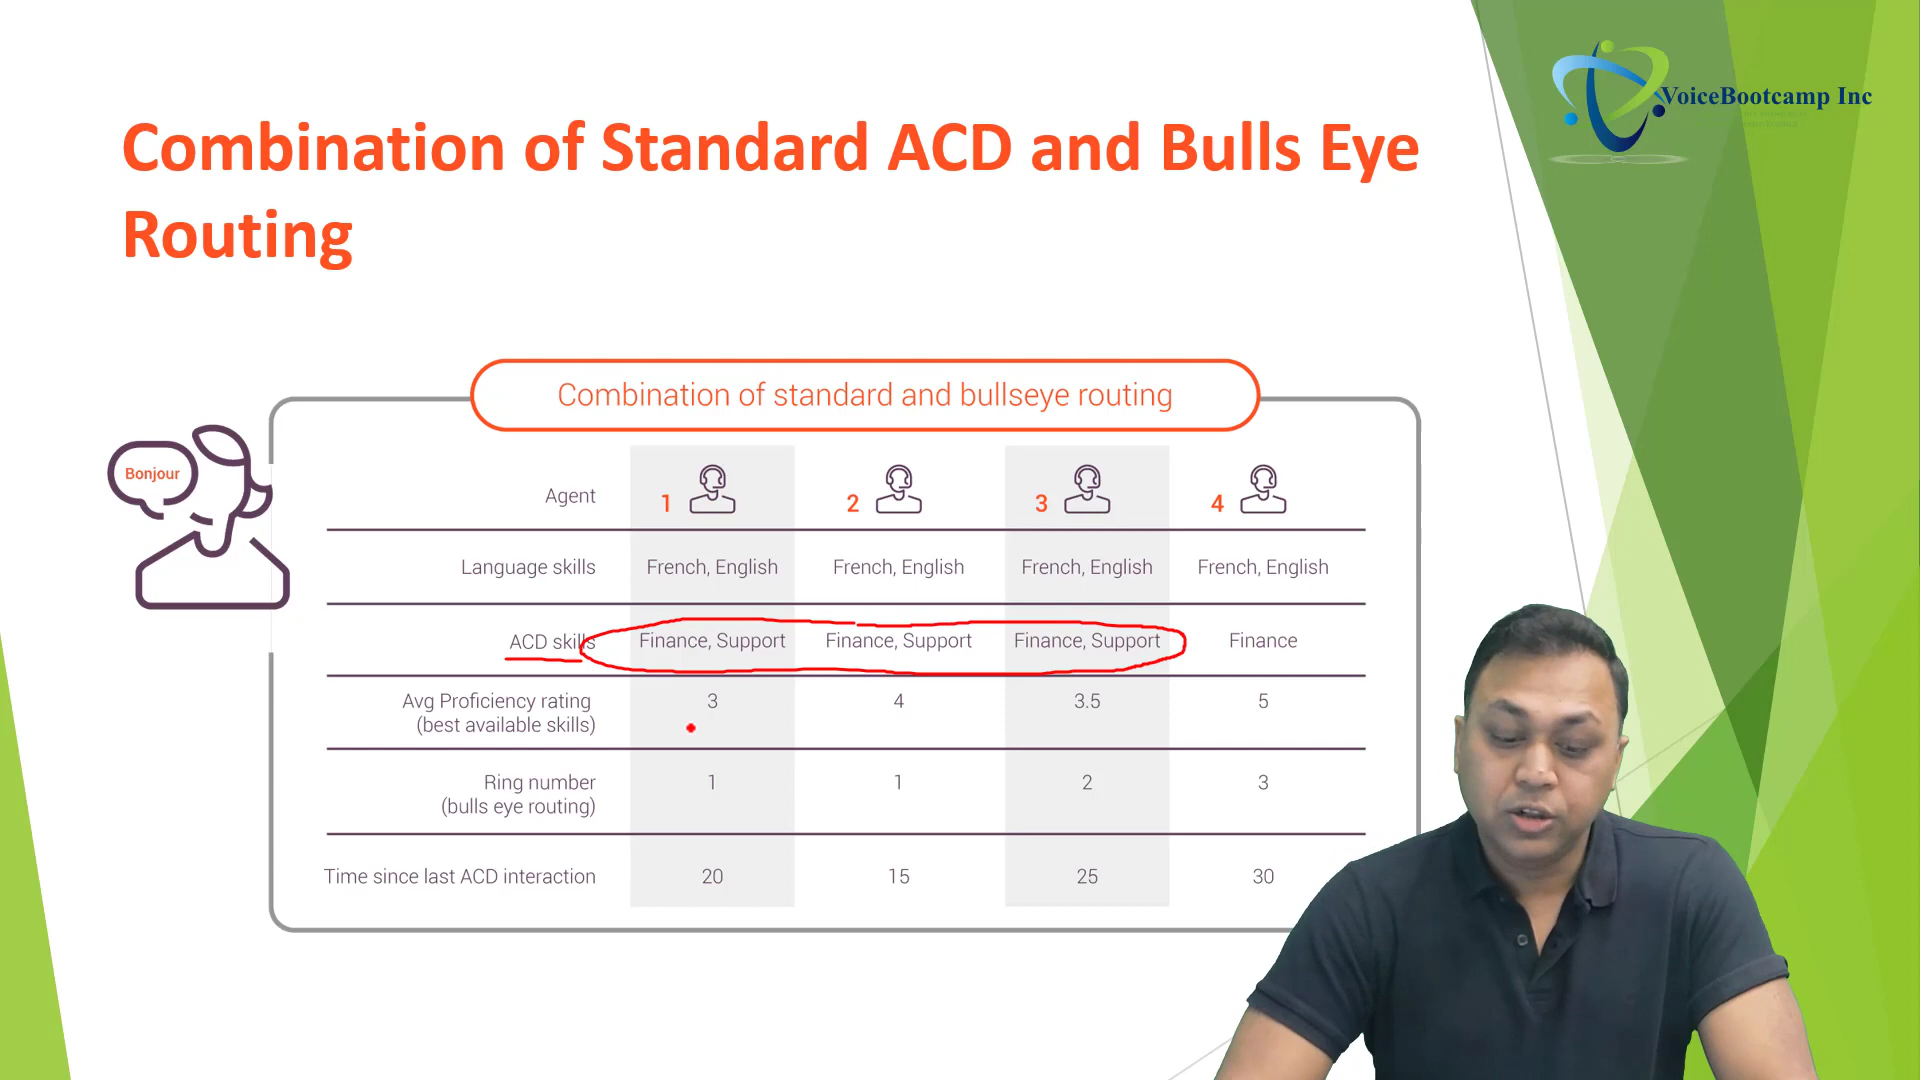 VoiceBootcamp Inc
Combination of Standard ACD and Bulls Eye
Routing
Combination of standard and bullseye routing
Bonjour
Agent 1 2 3 4
Language skills French, English French, English French, English French, English
ACD skills Finance, Support Finance, Support Finance, Support Finance
Avg Proficiency rating 3 4 3.5 5
(best available skills)
Ring number 1 1 2 3
(bulls eye routing)
Time since last ACD interaction 20 15 25 30